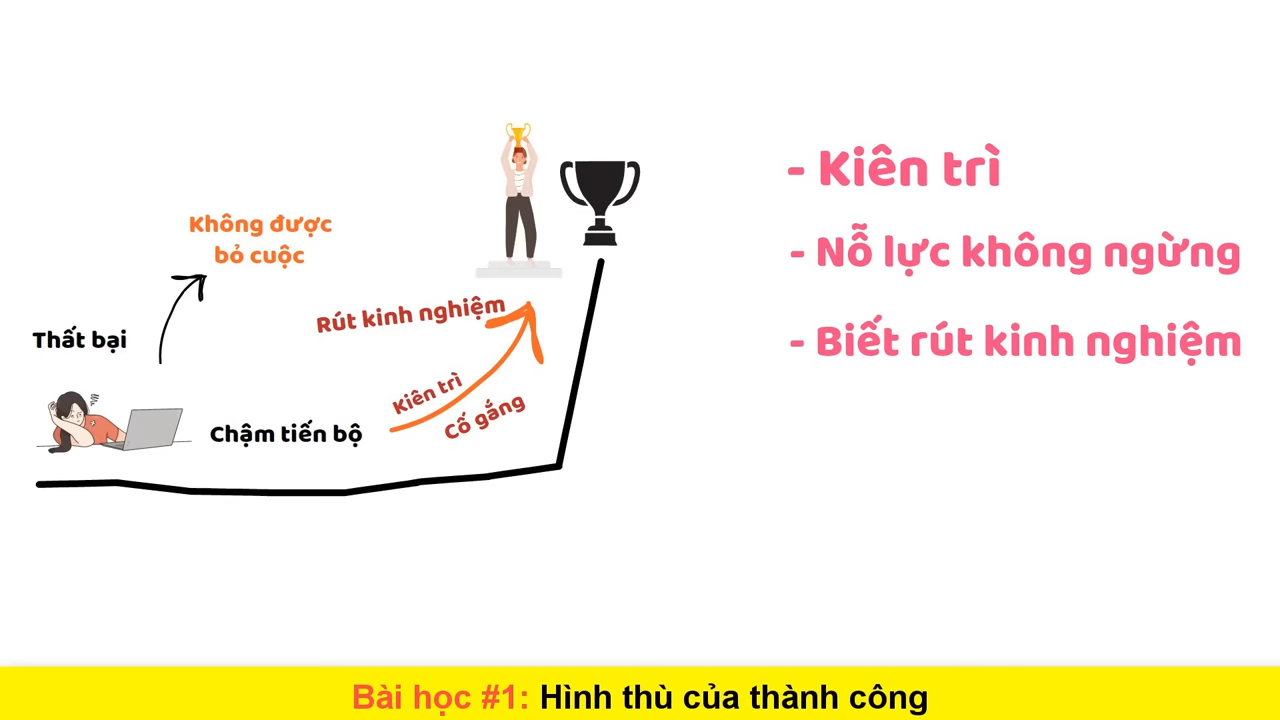 Không được
bỏ cuộc
Thất bại
Chậm tiến bộ
Rút kinh nghiệm
Kiên trì
Cố gắng
- Kiên trì
- Nỗ lực không ngừng
- Biết rút kinh nghiệm
Bài học #1: Hình thù của thành công